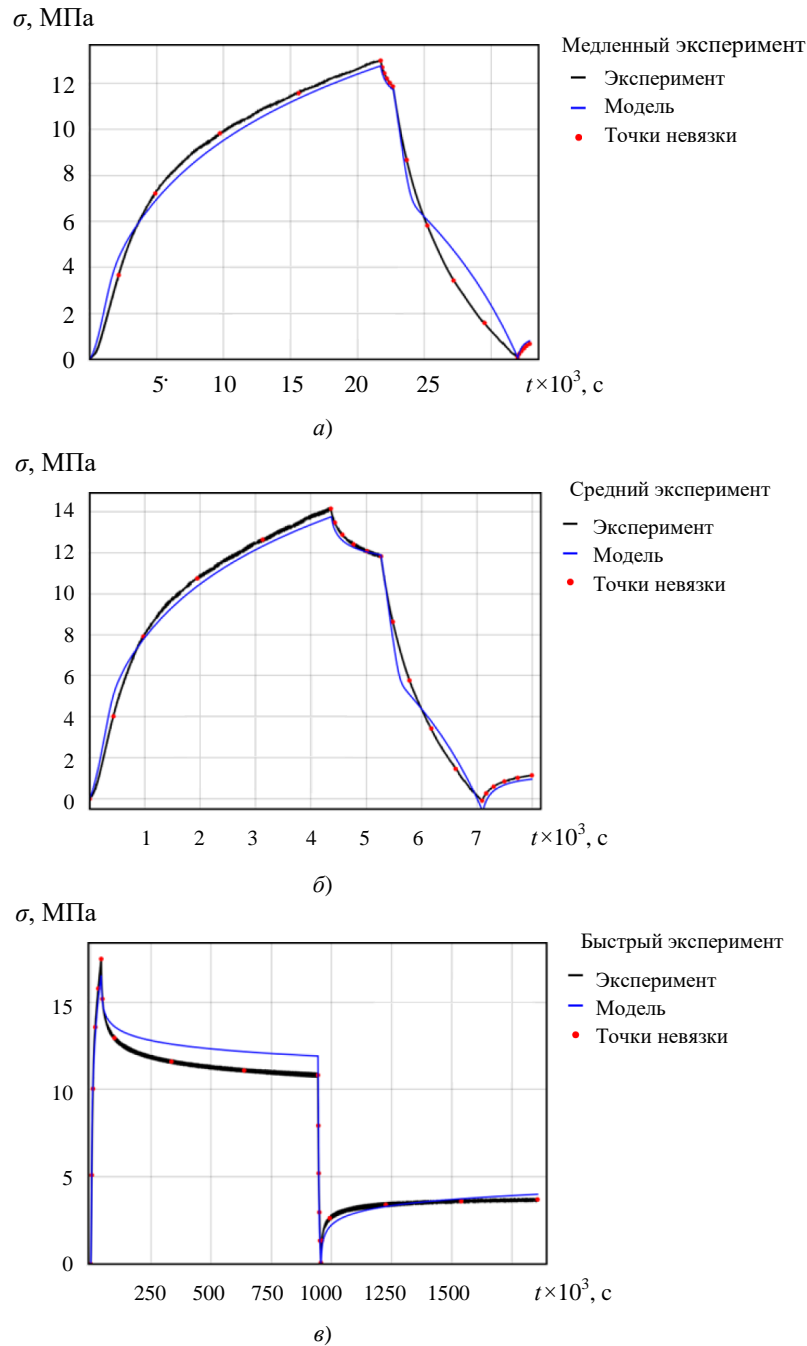 σ, МПа
Медленный эксперимент
Эксперимент
Модель
Точки невязки
12
10
8
6
4
2
0
5 10 15 20 25 t×10³, с
а)
σ, МПа
Средний эксперимент
Эксперимент
Модель
Точки невязки
14
12
10
8
6
4
2
0
1 2 3 4 5 6 7 t×10³, с
б)
σ, МПа
Быстрый эксперимент
Эксперимент
Модель
Точки невязки
15
10
5
0
250 500 750 1000 1250 1500 t×10³, с
в)